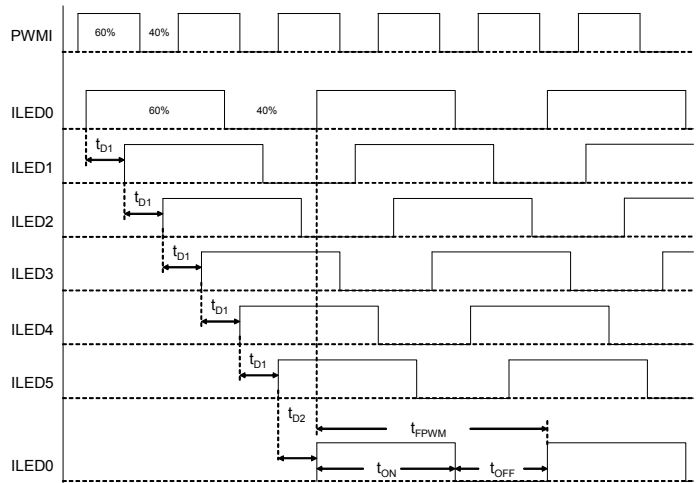 PWMI
60%
40%
ILED0
60%
40%
ILED1
tD1
ILED2
tD1
ILED3
tD1
ILED4
tD1
ILED5
tD1
tD2
tFPWM
ILED0
tON
tOFF